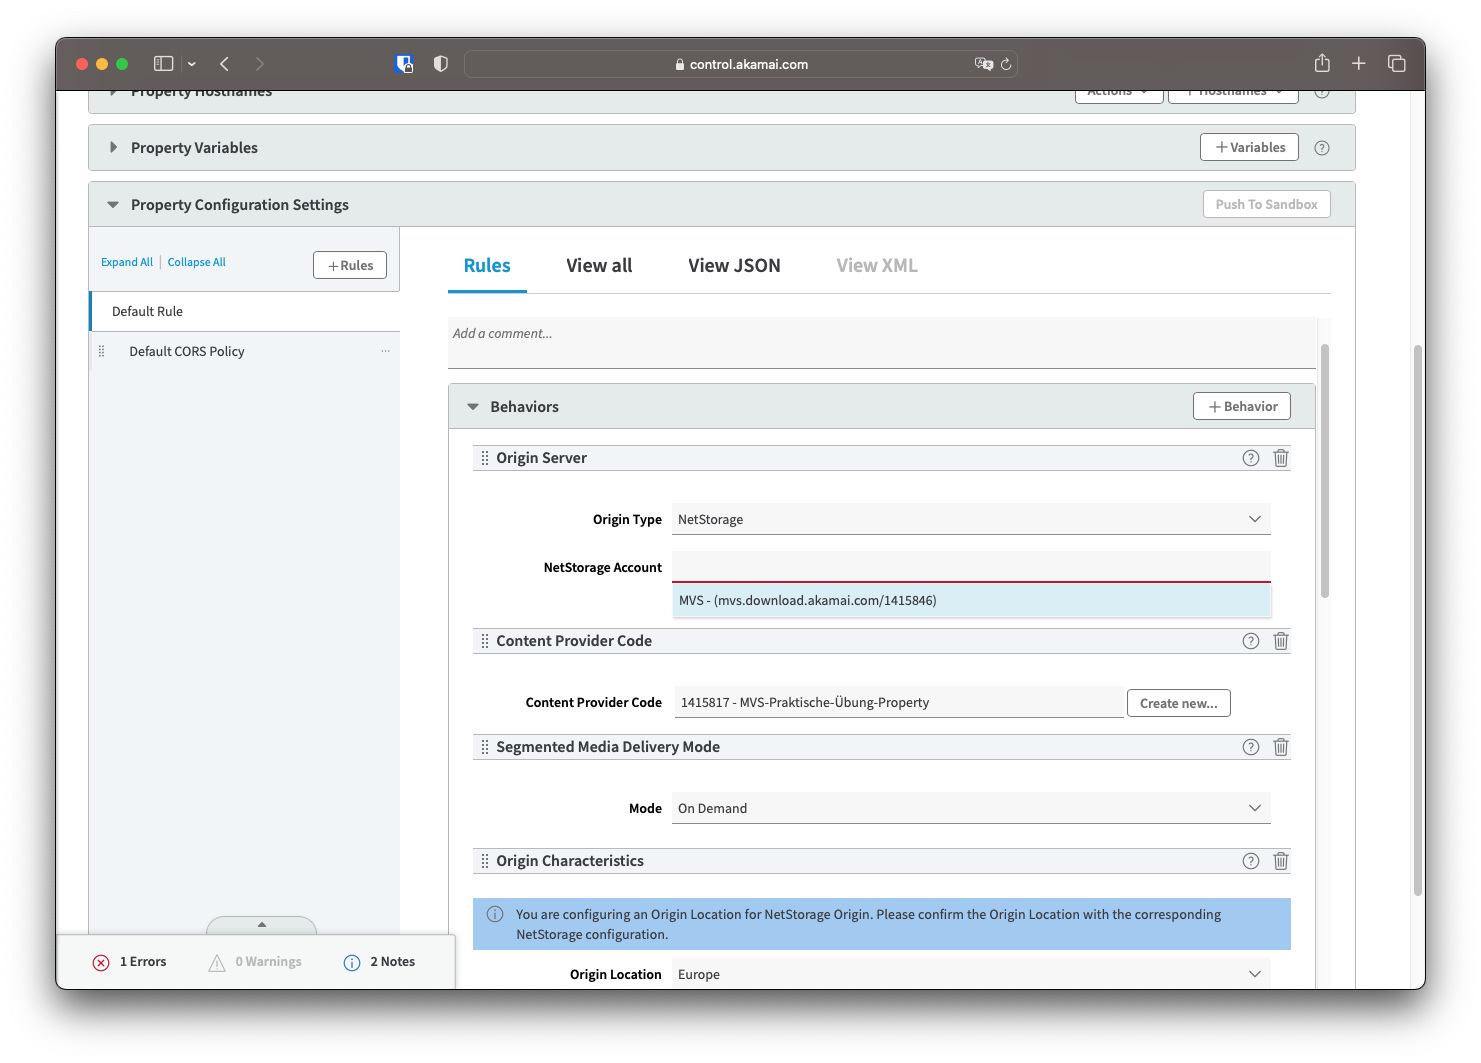 control.akamai.com
Property Hostnames
Actions
+ Hostnames
Property Variables
+ Variables
Property Configuration Settings
Push To Sandbox
Expand All | Collapse All
+ Rules
Default Rule
Default CORS Policy
Rules
View all
View JSON
View XML
Add a comment...
Behaviors
+ Behavior
Origin Server
Origin Type
NetStorage
NetStorage Account
MVS - (mvs.download.akamai.com/1415846)
Content Provider Code
Content Provider Code
1415817 - MVS-Praktische-Übung-Property
Create new...
Segmented Media Delivery Mode
Mode
On Demand
Origin Characteristics
You are configuring an Origin Location for NetStorage Origin. Please confirm the Origin Location with the corresponding
NetStorage configuration.
Origin Location
Europe
1 Errors
0 Warnings
2 Notes